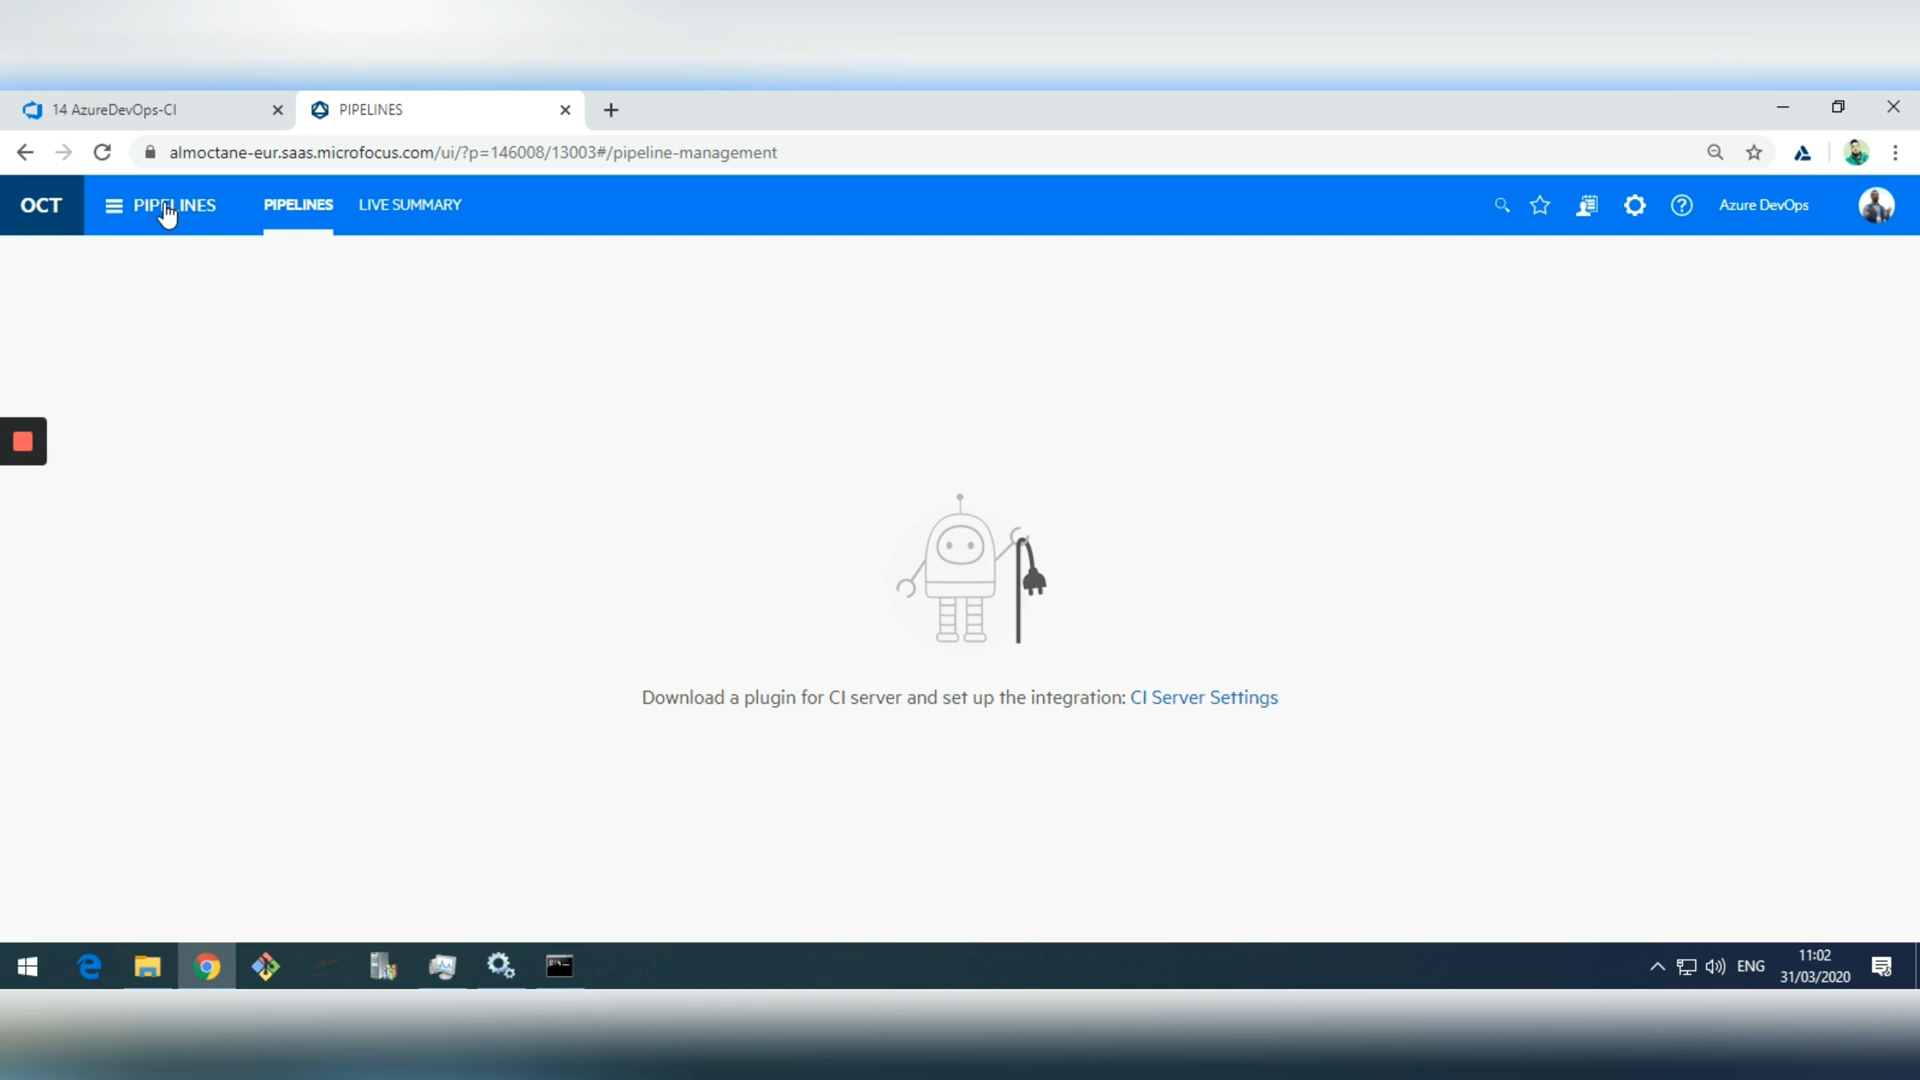 14 AzureDevOps-CI
PIPELINES
almoctane-eur.saas.microfocus.com/ui/?p=146008/13003#/pipeline-management
OCT
PIPELINES
PIPELINES
LIVE SUMMARY
Azure DevOps
Download a plugin for CI server and set up the integration: CI Server Settings
ENG
11:02
31/03/2020